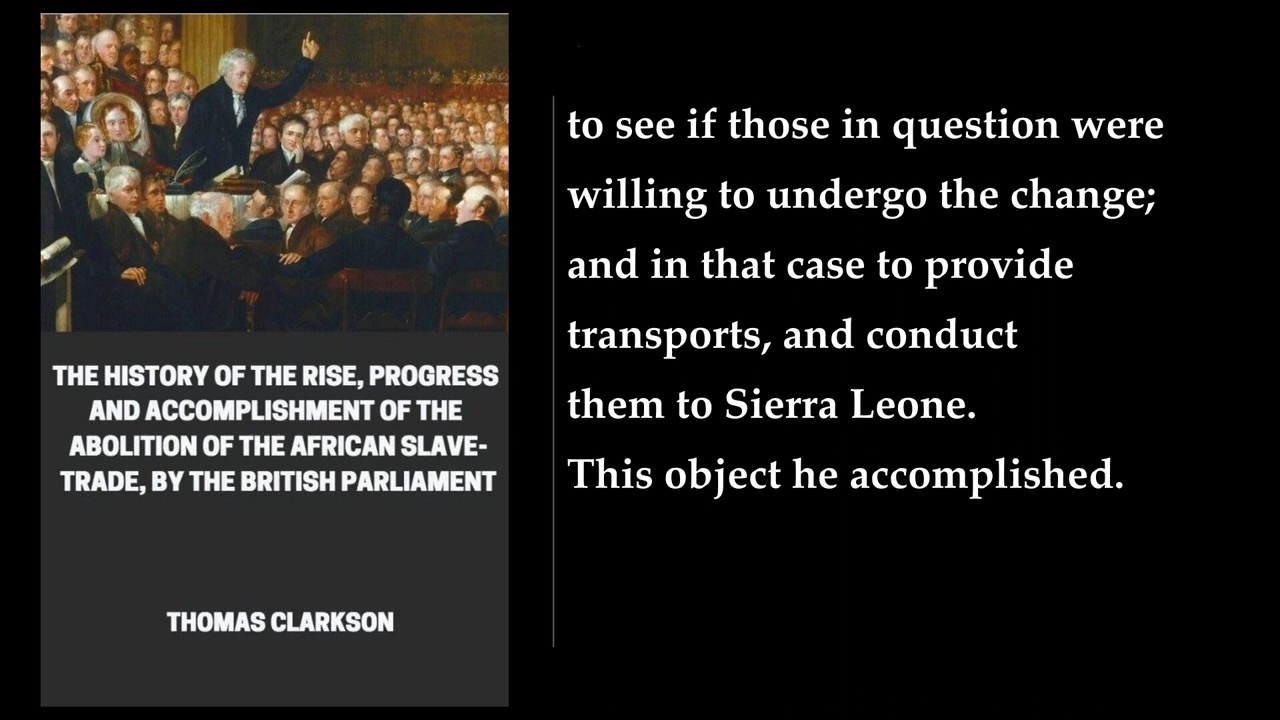 THE HISTORY OF THE RISE, PROGRESS
AND ACCOMPLISHMENT OF THE
ABOLITION OF THE AFRICAN SLAVE-
TRADE, BY THE BRITISH PARLIAMENT
THOMAS CLARKSON
to see if those in question were
willing to undergo the change;
and in that case to provide
transports, and conduct
them to Sierra Leone.
This object he accomplished.